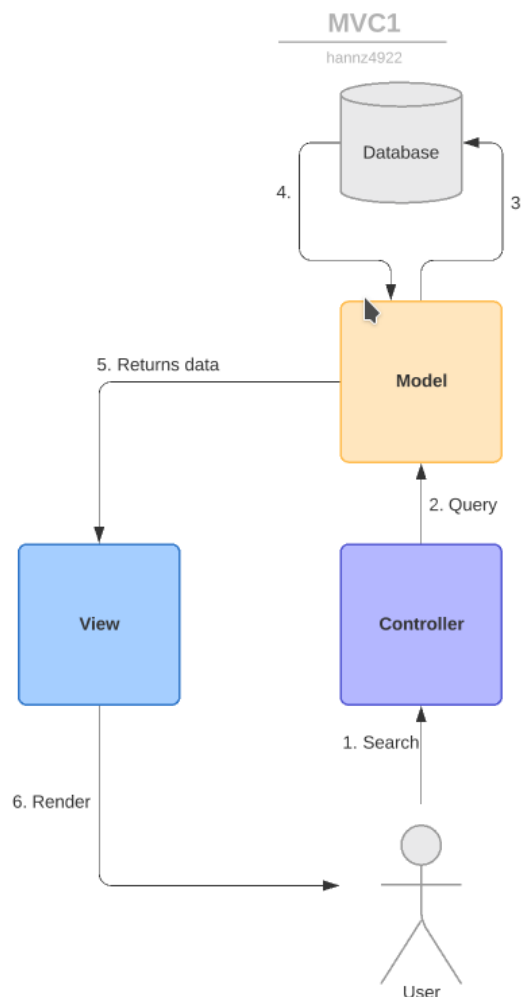 MVC1
hannz4922
Database
4.
3
5. Returns data
Model
2. Query
View
Controller
1. Search
6. Render
User